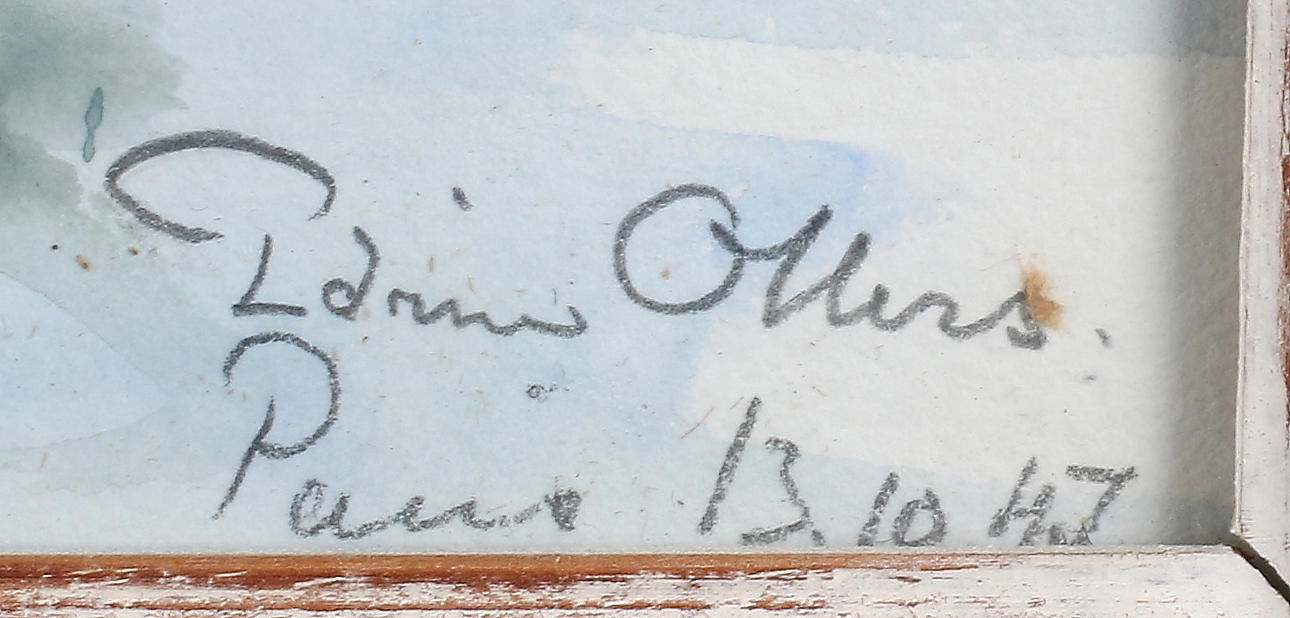 Edvin Ollers.
Paris 13. 10 47